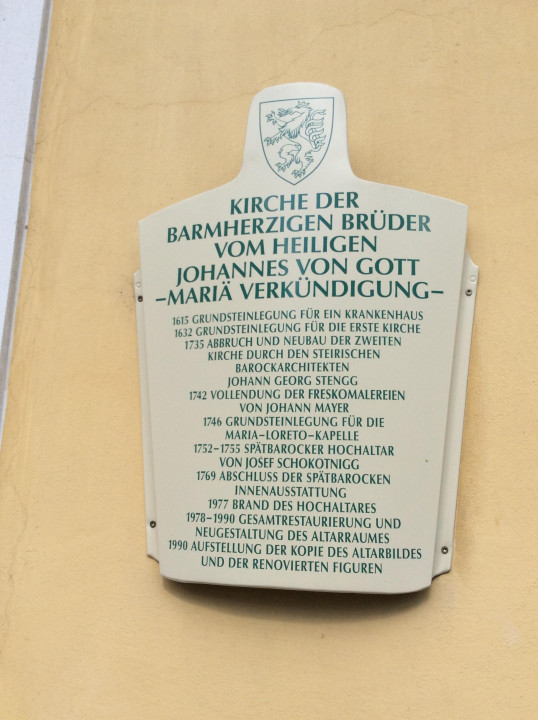 KIRCHE DER
BARMHERZIGEN BRÜDER
VOM HEILIGEN
JOHANNES VON GOTT
–MARIÄ VERKÜNDIGUNG–
1615 GRUNDSTEINLEGUNG FÜR EIN KRANKENHAUS
1632 GRUNDSTEINLEGUNG FÜR DIE ERSTE KIRCHE
1735 ABBRUCH UND NEUBAU DER ZWEITEN
KIRCHE DURCH DEN STEIRISCHEN
BAROCKARCHITEKTEN
JOHANN GEORG STENGG
1742 VOLLENDUNG DER FRESKOMALEREIEN
VON JOHANN MAYER
1746 GRUNDSTEINLEGUNG FÜR DIE
MARIA–LORETO–KAPELLE
1752–1755 SPÄTBAROCKER HOCHALTAR
VON JOSEF SCHOKOTNIGG
1769 ABSCHLUSS DER SPÄTBAROCKEN
INNENAUSSTATTUNG
1977 BRAND DES HOCHALTARES
1978–1990 GESAMTRESTAURIERUNG UND
NEUGESTALTUNG DES ALTARRAUMES
1990 AUFSTELLUNG DER KOPIE DES ALTARBILDES
UND DER RENOVIERTEN FIGUREN